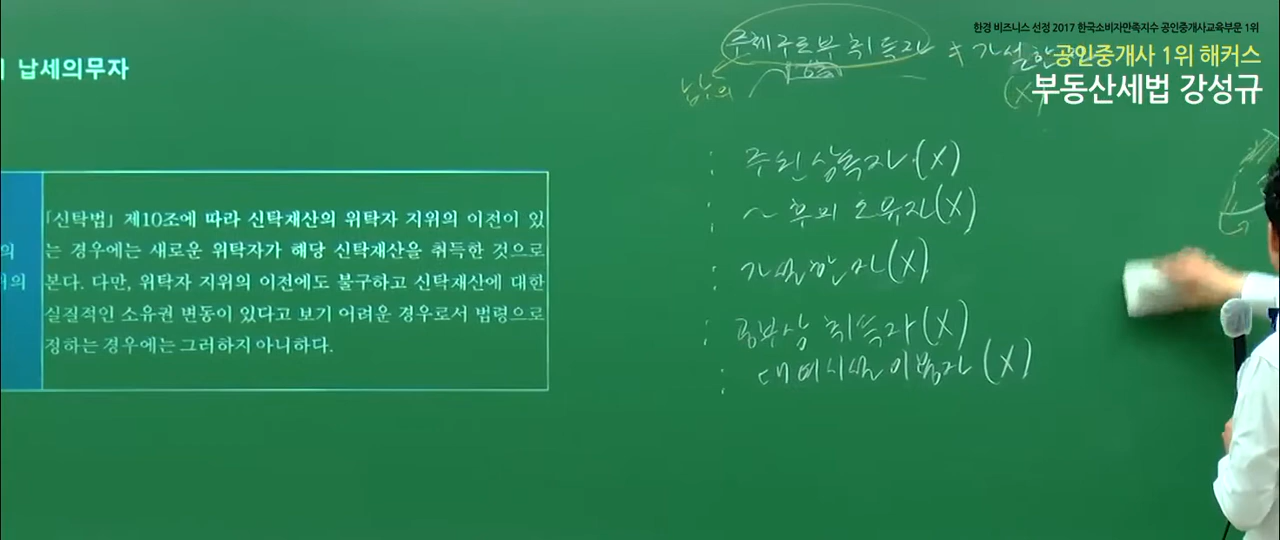 한경 비즈니스 선정 2017 한국소비자만족지수 공인중개사교육부문 1위
공인중개사 1위 해커스
부동산세법 강성규
납세의무자
주체구조부 취득자 ≠ 가설한
납의
(X)
: 주된 상속자 (X)
: ~ 후의 소유자 (X)
: 가설한 자 (X)
: 공부상 취득자 (X)
: 대여시설 이용자 (X)
「신탁법」 제10조에 따라 신탁재산의 위탁자 지위의 이전이 있
는 경우에는 새로운 위탁자가 해당 신탁재산을 취득한 것으로
본다. 다만, 위탁자 지위의 이전에도 불구하고 신탁재산에 대한
실질적인 소유권 변동이 있다고 보기 어려운 경우로서 법령으로
정하는 경우에는 그러하지 아니하다.
의